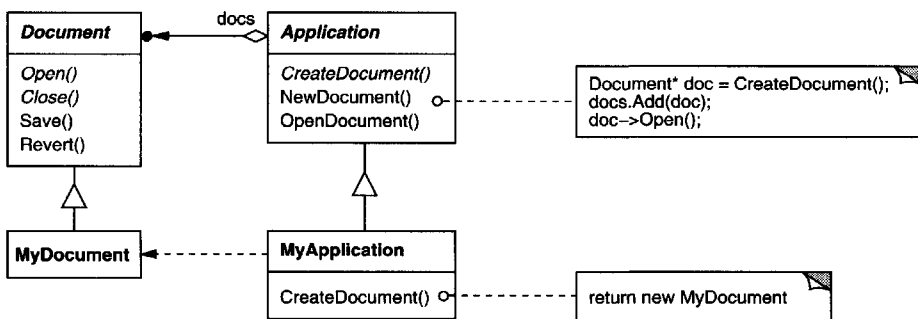 docs
Document
Open()
Close()
Save()
Revert()
Application
CreateDocument()
NewDocument()
OpenDocument()
Document* doc = CreateDocument();
docs.Add(doc);
doc−>Open();
MyDocument
MyApplication
CreateDocument()
return new MyDocument